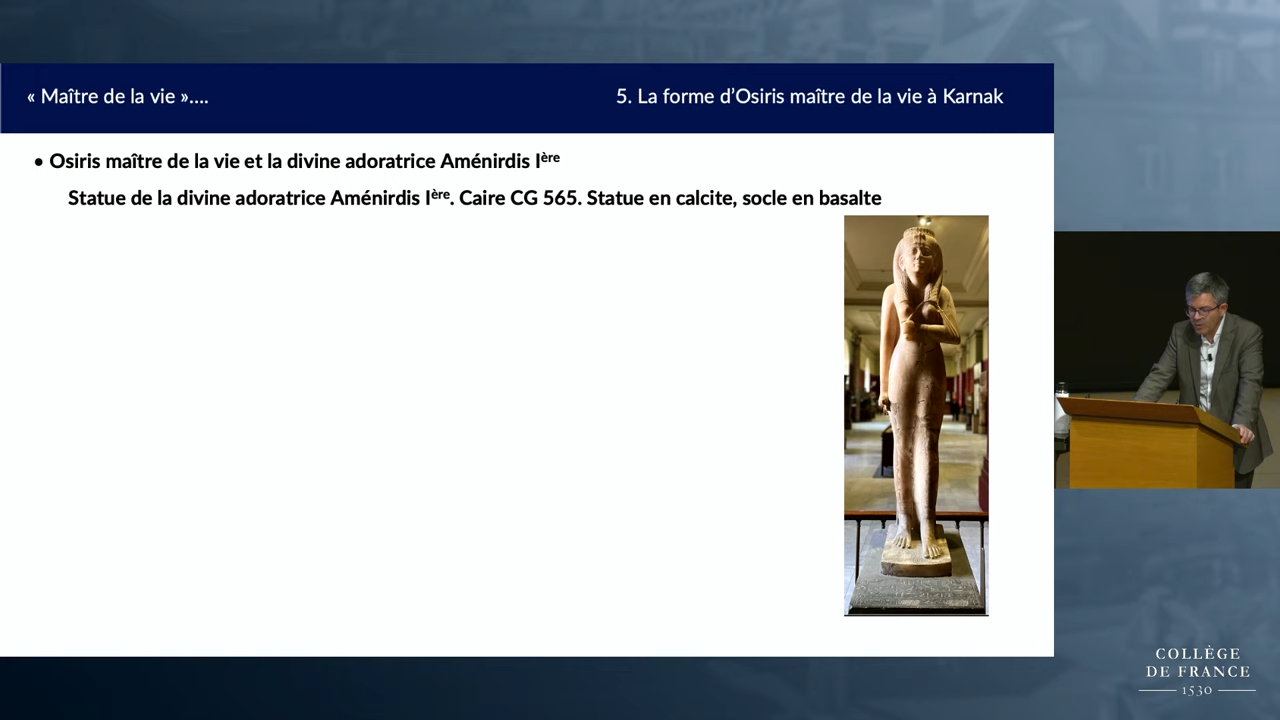 « Maître de la vie »....
5. La forme d’Osiris maître de la vie à Karnak
• Osiris maître de la vie et la divine adoratrice Aménirdis Ière
Statue de la divine adoratrice Aménirdis Ière. Caire CG 565. Statue en calcite, socle en basalte
COLLÈGE
DE FRANCE
1530